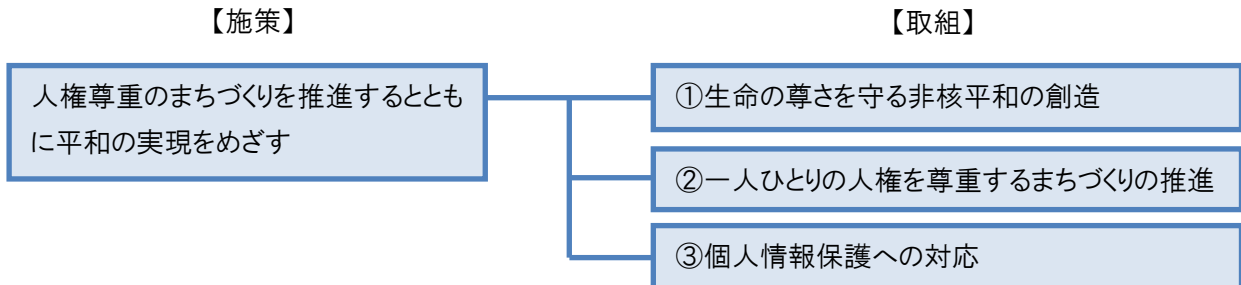 【施策】
【取組】
人権尊重のまちづくりを推進するととも
に平和の実現をめざす
①生命の尊さを守る非核平和の創造
②一人ひとりの人権を尊重するまちづくりの推進
③個人情報保護への対応